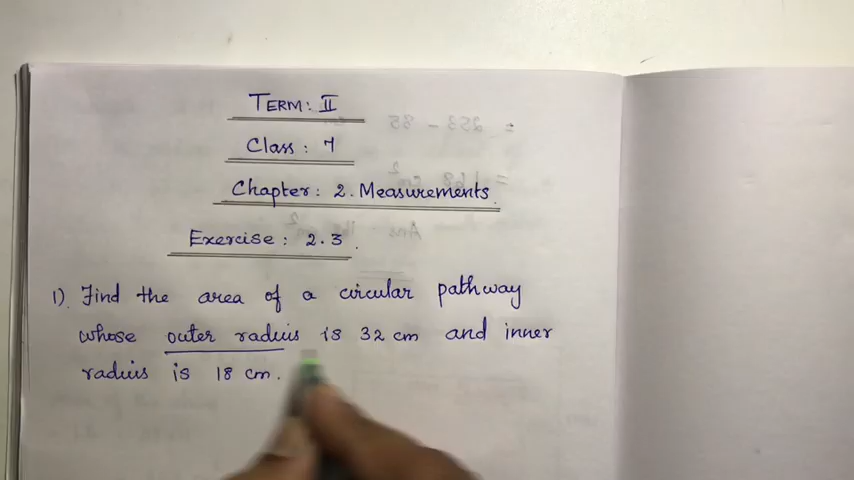 TERM: II
Class: 7
Chapter: 2. Measurements.
Exercise: 2.3.
1). Find the area of a circular pathway
whose outer radius is 32 cm and inner
radius is 18 cm.